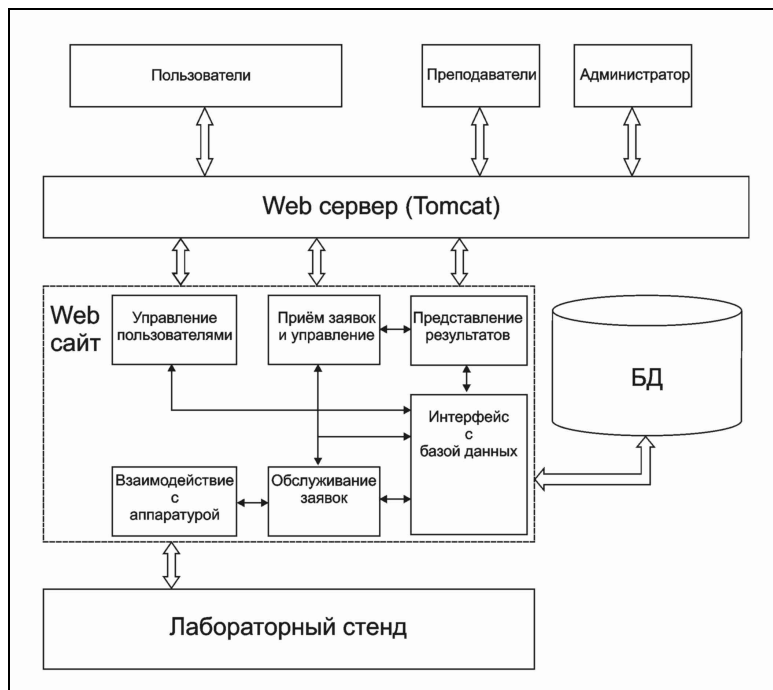 Пользователи
Преподаватели
Администратор
Web сервер (Tomcat)
Web
сайт
Управление
пользователями
Приём заявок
и управление
Представление
результатов
БД
Интерфейс
с
базой данных
Взаимодействие
с
аппаратурой
Обслуживание
заявок
Лабораторный стенд